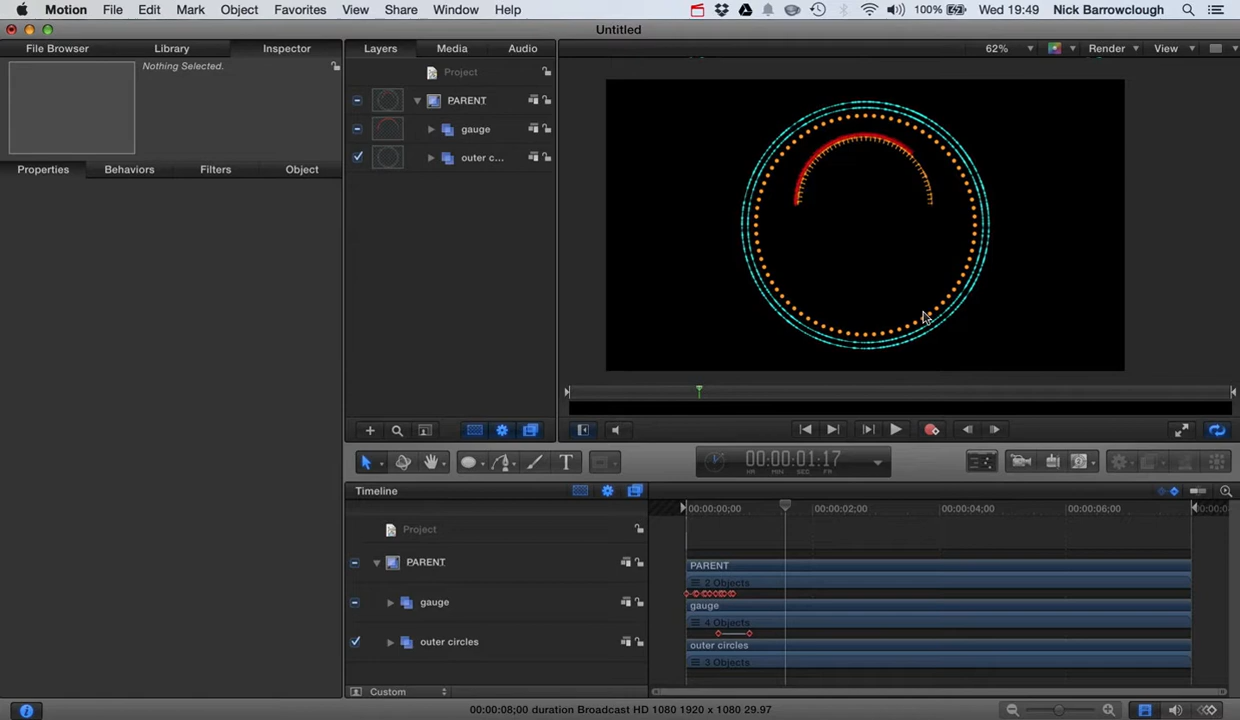 Motion File Edit Mark Object Favorites View Share Window Help 100% Wed 19:49 Nick Barrowclough
Untitled
File Browser Library Inspector Layers Media Audio 62% Render View
Nothing Selected.
Project
PARENT
gauge
outer c...
Properties Behaviors Filters Object
00:00:01;17
HR MIN SEC FR
Timeline
00:00:00;00 00:00:02;00 00:00:04;00 00:00:06;00 00:00:0
Project
PARENT PARENT
2 Objects
gauge gauge
4 Objects
outer circles outer circles
3 Objects
Custom
00:00:08;00 duration Broadcast HD 1080 1920 x 1080 29.97